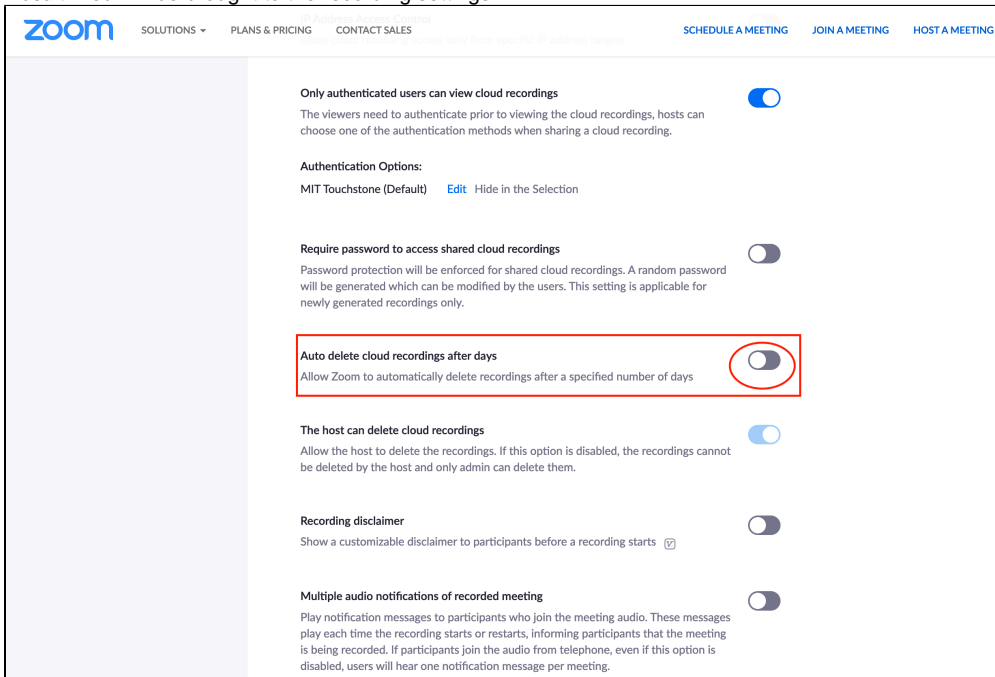 zoom
SOLUTIONS
PLANS & PRICING
CONTACT SALES
SCHEDULE A MEETING
JOIN A MEETING
HOST A MEETING
IP Address Access Control
Only authenticated users can view cloud recordings
The viewers need to authenticate prior to viewing the cloud recordings, hosts can
choose one of the authentication methods when sharing a cloud recording.
Authentication Options:
MIT Touchstone (Default) Edit Hide in the Selection
Require password to access shared cloud recordings
Password protection will be enforced for shared cloud recordings. A random password
will be generated which can be modified by the users. This setting is applicable for
newly generated recordings only.
Auto delete cloud recordings after days
Allow Zoom to automatically delete recordings after a specified number of days
The host can delete cloud recordings
Allow the host to delete the recordings. If this option is disabled, the recordings cannot
be deleted by the host and only admin can delete them.
Recording disclaimer
Show a customizable disclaimer to participants before a recording starts
Multiple audio notifications of recorded meeting
Play notification messages to participants who join the meeting audio. These messages
play each time the recording starts or restarts, informing participants that the meeting
is being recorded. If participants join the audio from telephone, even if this option is
disabled, users will hear one notification message per meeting.